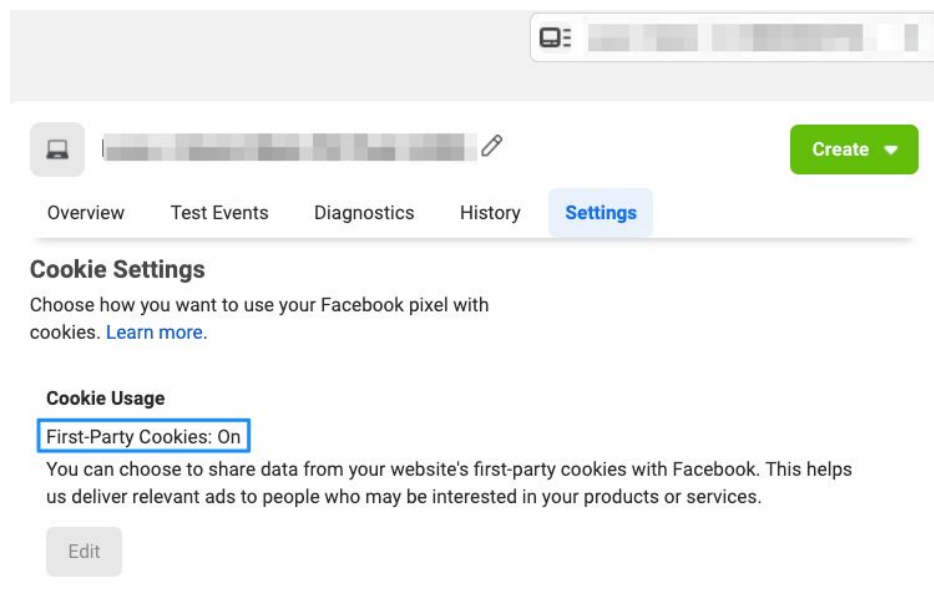 Create
Overview Test Events Diagnostics History Settings
Cookie Settings
Choose how you want to use your Facebook pixel with
cookies. Learn more.
Cookie Usage
First-Party Cookies: On
You can choose to share data from your website's first-party cookies with Facebook. This helps
us deliver relevant ads to people who may be interested in your products or services.
Edit